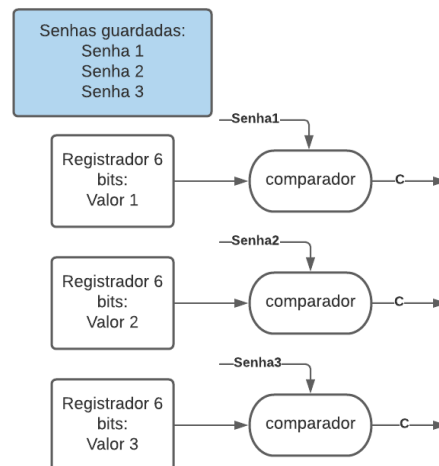 Senhas guardadas:
Senha 1
Senha 2
Senha 3
Senha1
Registrador 6
bits:
Valor 1
comparador
C
Senha2
Registrador 6
bits:
Valor 2
comparador
C
Senha3
Registrador 6
bits:
Valor 3
comparador
C